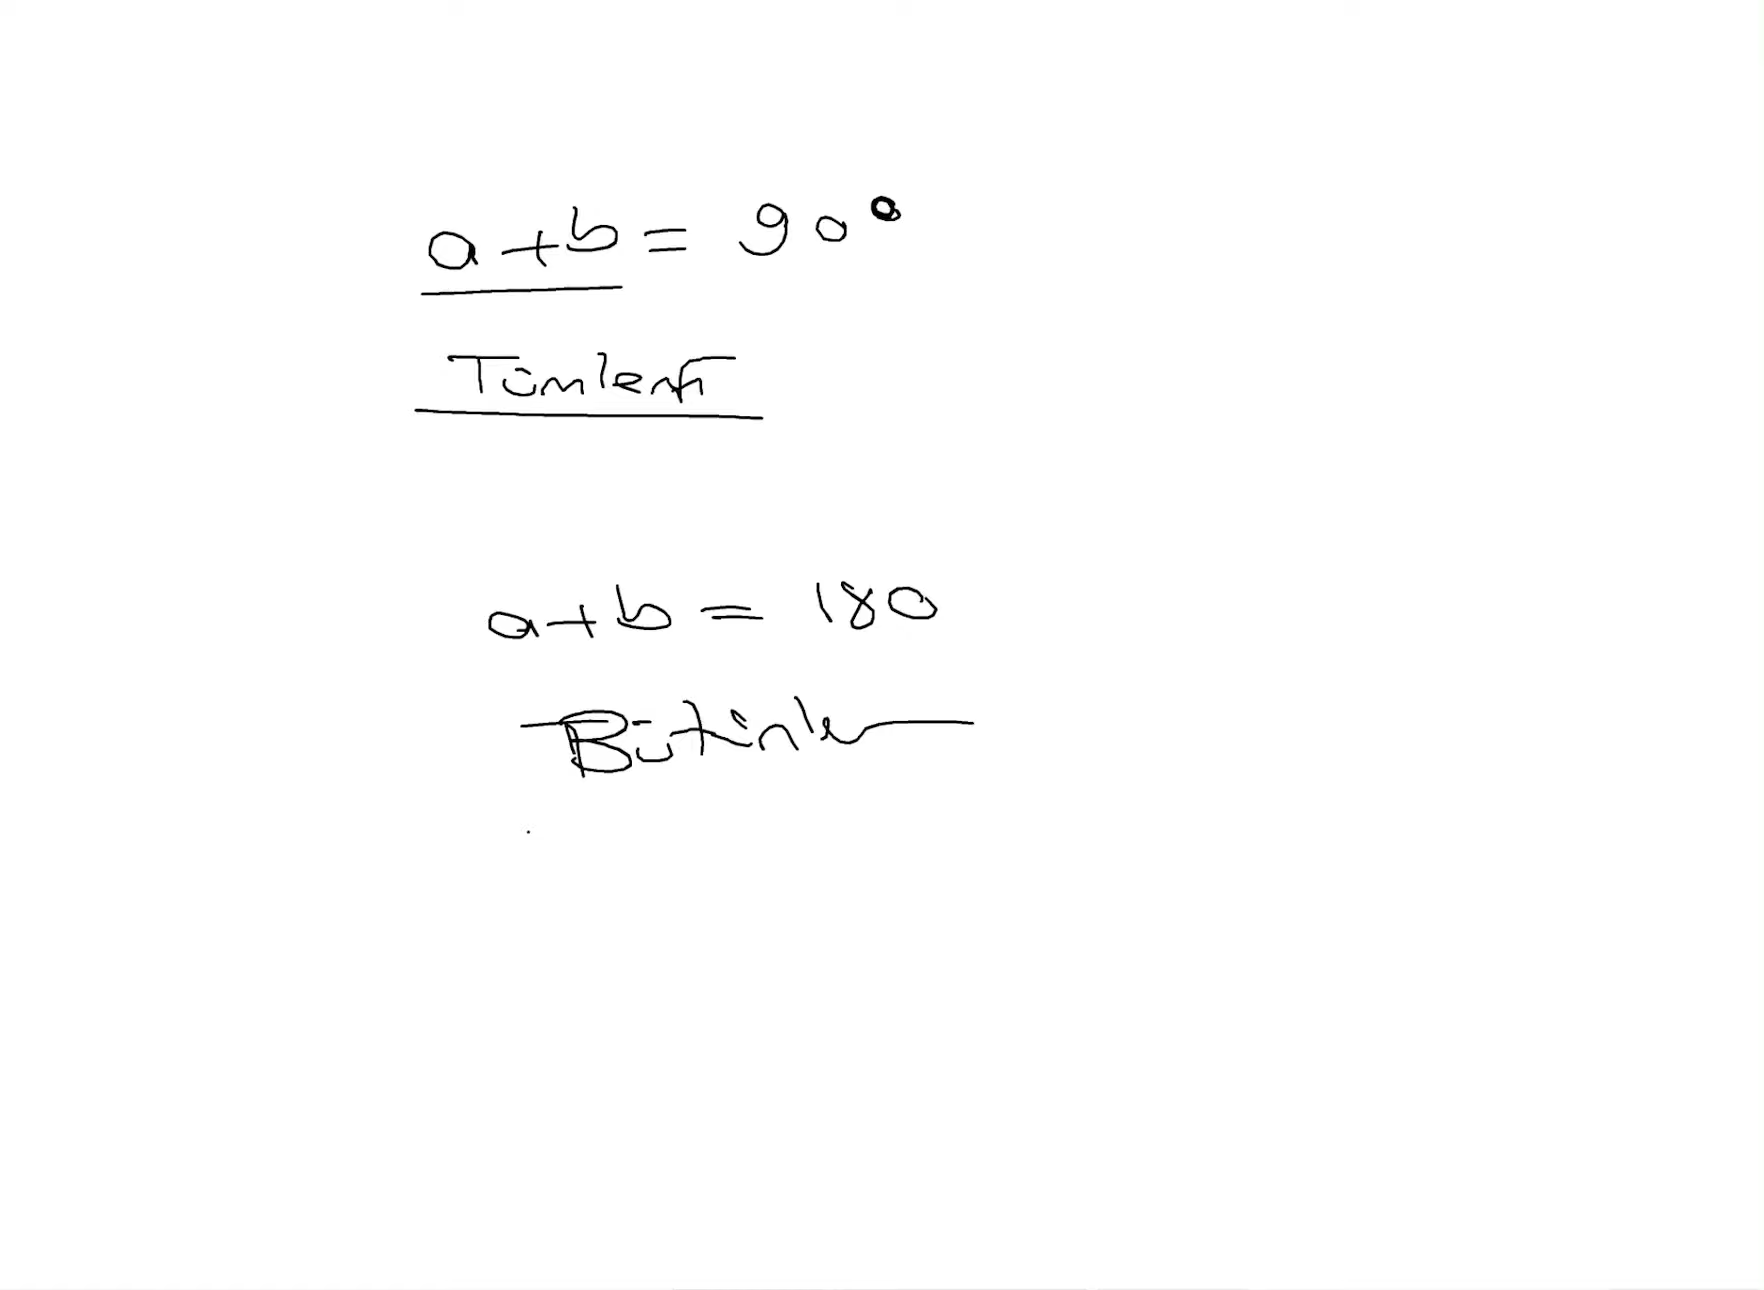 a+b = 90°
Tümler
a+b = 180
Bütünler